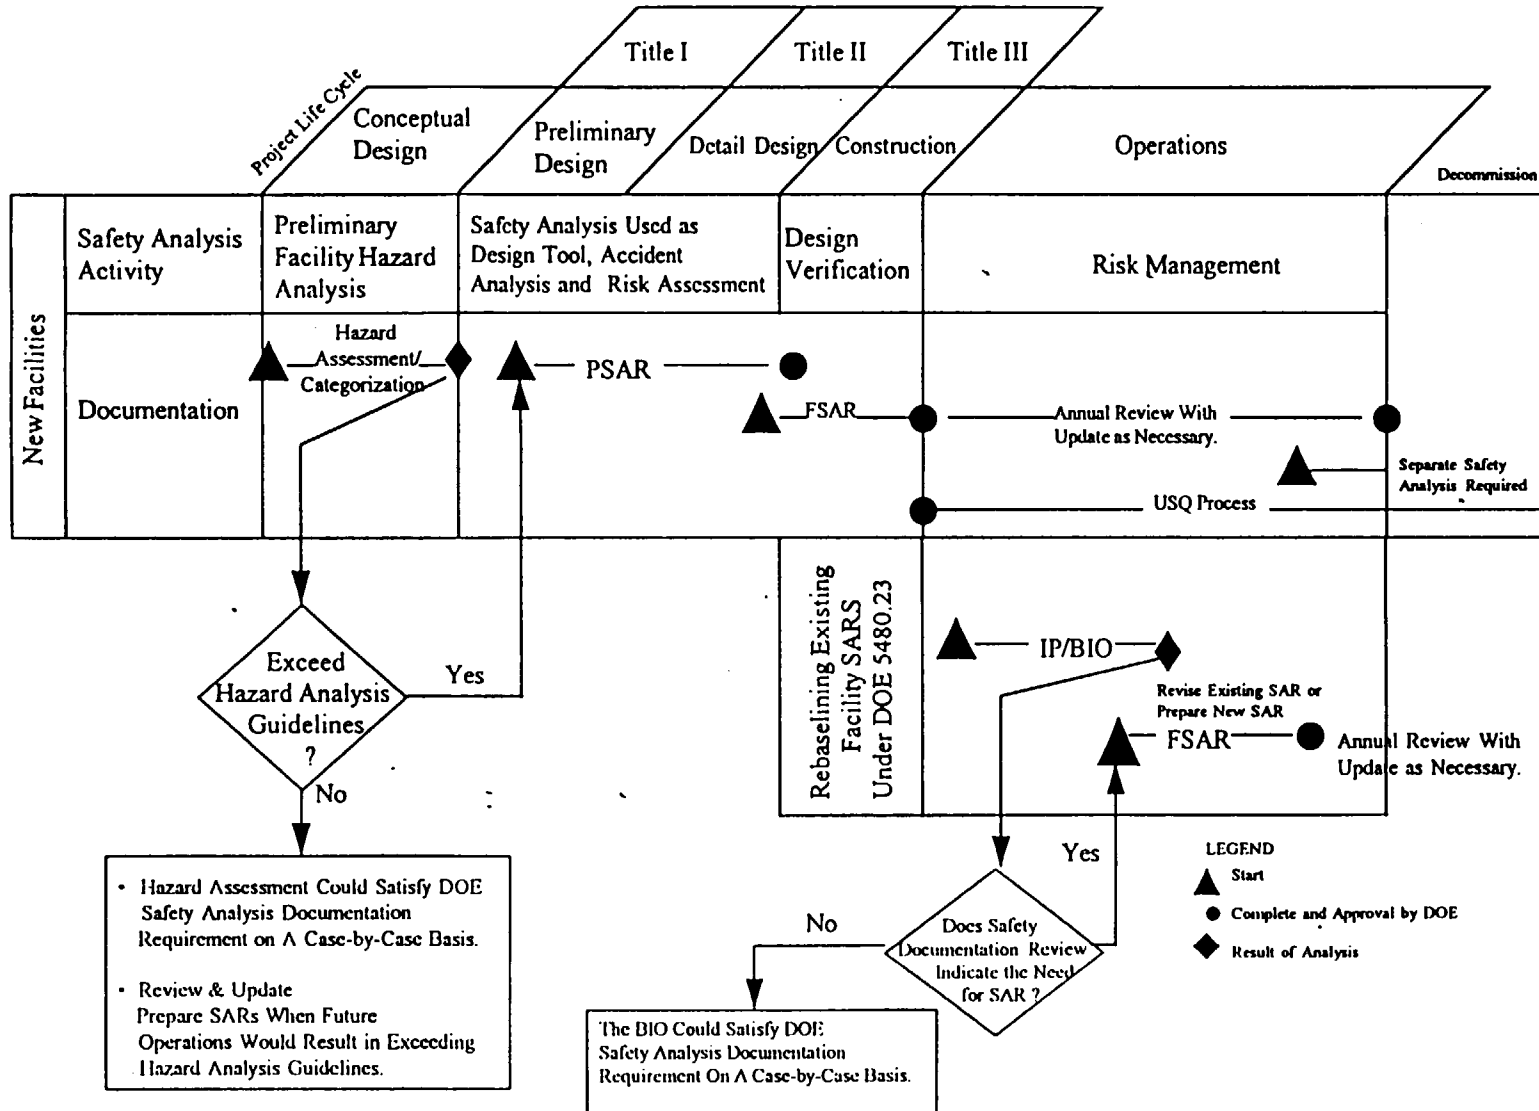 Title I
Title II
Title III
Project Life Cycle
Conceptual
Design
Preliminary
Design
Detail Design
Construction
Operations
Decommission
New Facilities
Safety Analysis
Activity
Preliminary
Facility Hazard
Analysis
Safety Analysis Used as
Design Tool, Accident
Analysis and Risk Assessment
Design
Verification
Risk Management
Documentation
Hazard
Assessment/
Categorization
PSAR
FSAR
Annual Review With
Update as Necessary.
Separate Safety
Analysis Required
USQ Process
Rebaselining Existing
Facility SARS
Under DOE 5480.23
IP/BIO
Revise Existing SAR or
Prepare New SAR
FSAR
Annual Review With
Update as Necessary.
Exceed
Hazard Analysis
Guidelines
?
Yes
No
• Hazard Assessment Could Satisfy DOE
Safety Analysis Documentation
Requirement on A Case-by-Case Basis.
• Review & Update
Prepare SARs When Future
Operations Would Result in Exceeding
Hazard Analysis Guidelines.
Yes
No
Does Safety
Documentation Review
Indicate the Need
for SAR ?
The BIO Could Satisfy DOE
Safety Analysis Documentation
Requirement On A Case-by-Case Basis.
LEGEND
Start
Complete and Approval by DOE
Result of Analysis